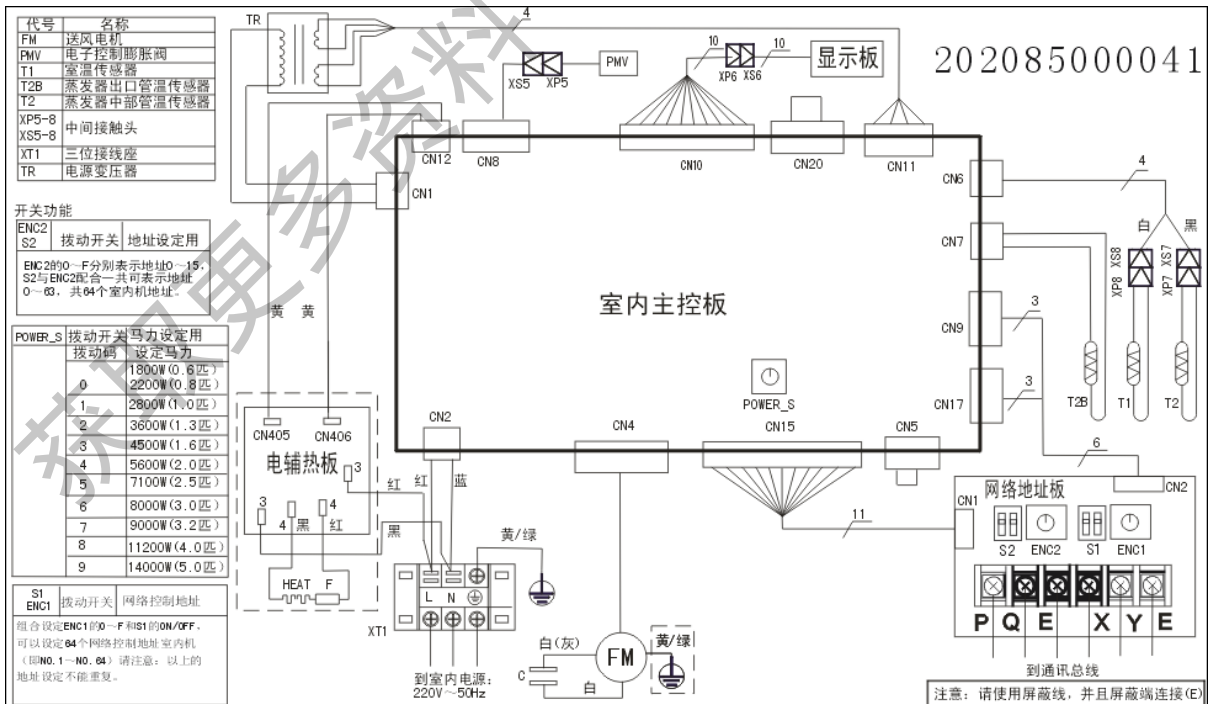 代号 名称
FM 送风电机
PMV 电子控制膨胀阀
T1 室温传感器
T2B 蒸发器出口管温传感器
T2 蒸发器中部管温传感器
XP5-8
XS5-8 中间接触头
XT1 三位接线座
TR 电源变压器
开关功能
ENC2
S2 拨动开关 地址设定用
ENC2的0～F分别表示地址0～15，
S2与ENC2配合一共可表示地址
0～63，共64个室内机地址。
POWER_S 拨动开关 马力设定用
拨动码 设定马力
1800W(0.6匹)
0 2200W(0.8匹)
1 2800W(1.0匹)
2 3600W(1.3匹)
3 4500W(1.6匹)
4 5600W(2.0匹)
5 7100W(2.5匹)
6 8000W(3.0匹)
7 9000W(3.2匹)
8 11200W(4.0匹)
9 14000W(5.0匹)
S1
ENC1 拨动开关 网络控制地址
组合设定ENC1的0～F和S1的ON/OFF，
可以设定64个网络控制地址室内机
（即NO.1～NO.64）请注意：以上的
地址设定不能重复。
TR
4
XS5 XP5
PMV
10
XP6 XS6
10
显示板
202085000041
CN12
CN8
CN10
CN20
CN11
CN1
CN6
4
白 黑
XP8 XS8
XP7 XS7
CN7
室内主控板
CN9
3
T2B T1 T2
POWER_S
CN17
3
CN2
CN4
CN15
CN5
6
黄 黄
CN405 CN406
电辅热板
3
3
4 黑
4
红
HEAT F
红 红 蓝
黑
黄/绿
L N
XT1
到室内电源：
220V～50Hz
白(灰)
C
白
FM
黄/绿
11
CN1
网络地址板
CN2
S2 ENC2 S1 ENC1
P Q E X Y E
到通讯总线
注意：请使用屏蔽线，并且屏蔽端连接(E)
获取更多资料